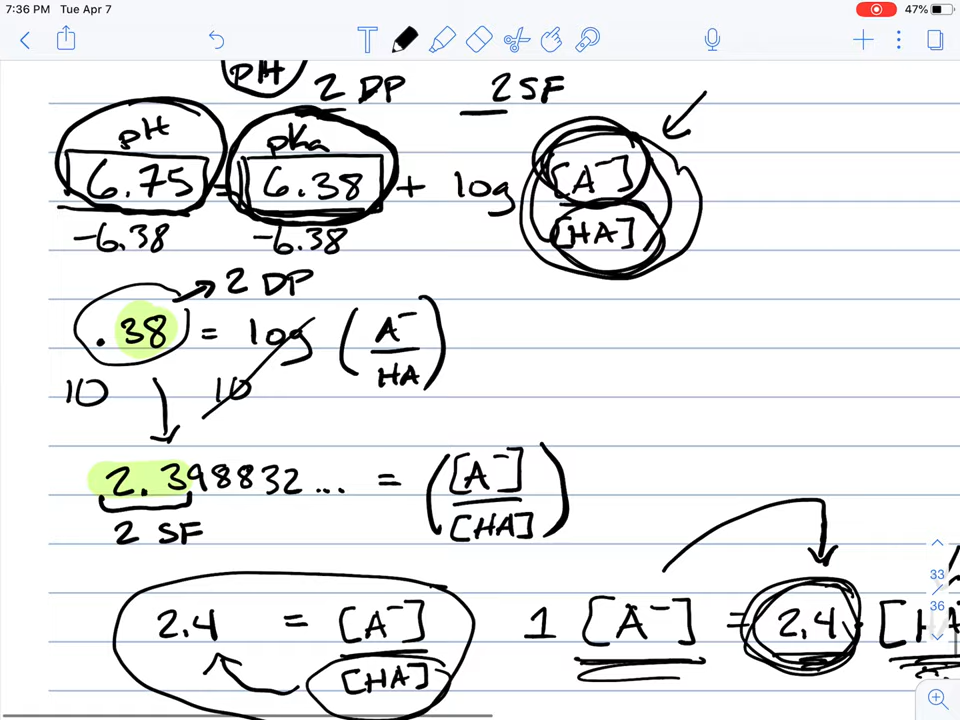 7:36 PM Tue Apr 7 47%
T
pH 2 DP 2 SF
pH pKa
6.75 = 6.38 + log [A⁻]
[HA]
-6.38 -6.38
→ 2 DP
.38 = log (A⁻
HA)
10 10
2.398832... = ([A⁻]
[HA])
2 SF
33
36
2.4 = [A⁻] 1 [A⁻] = 2.4 [HA
[HA]